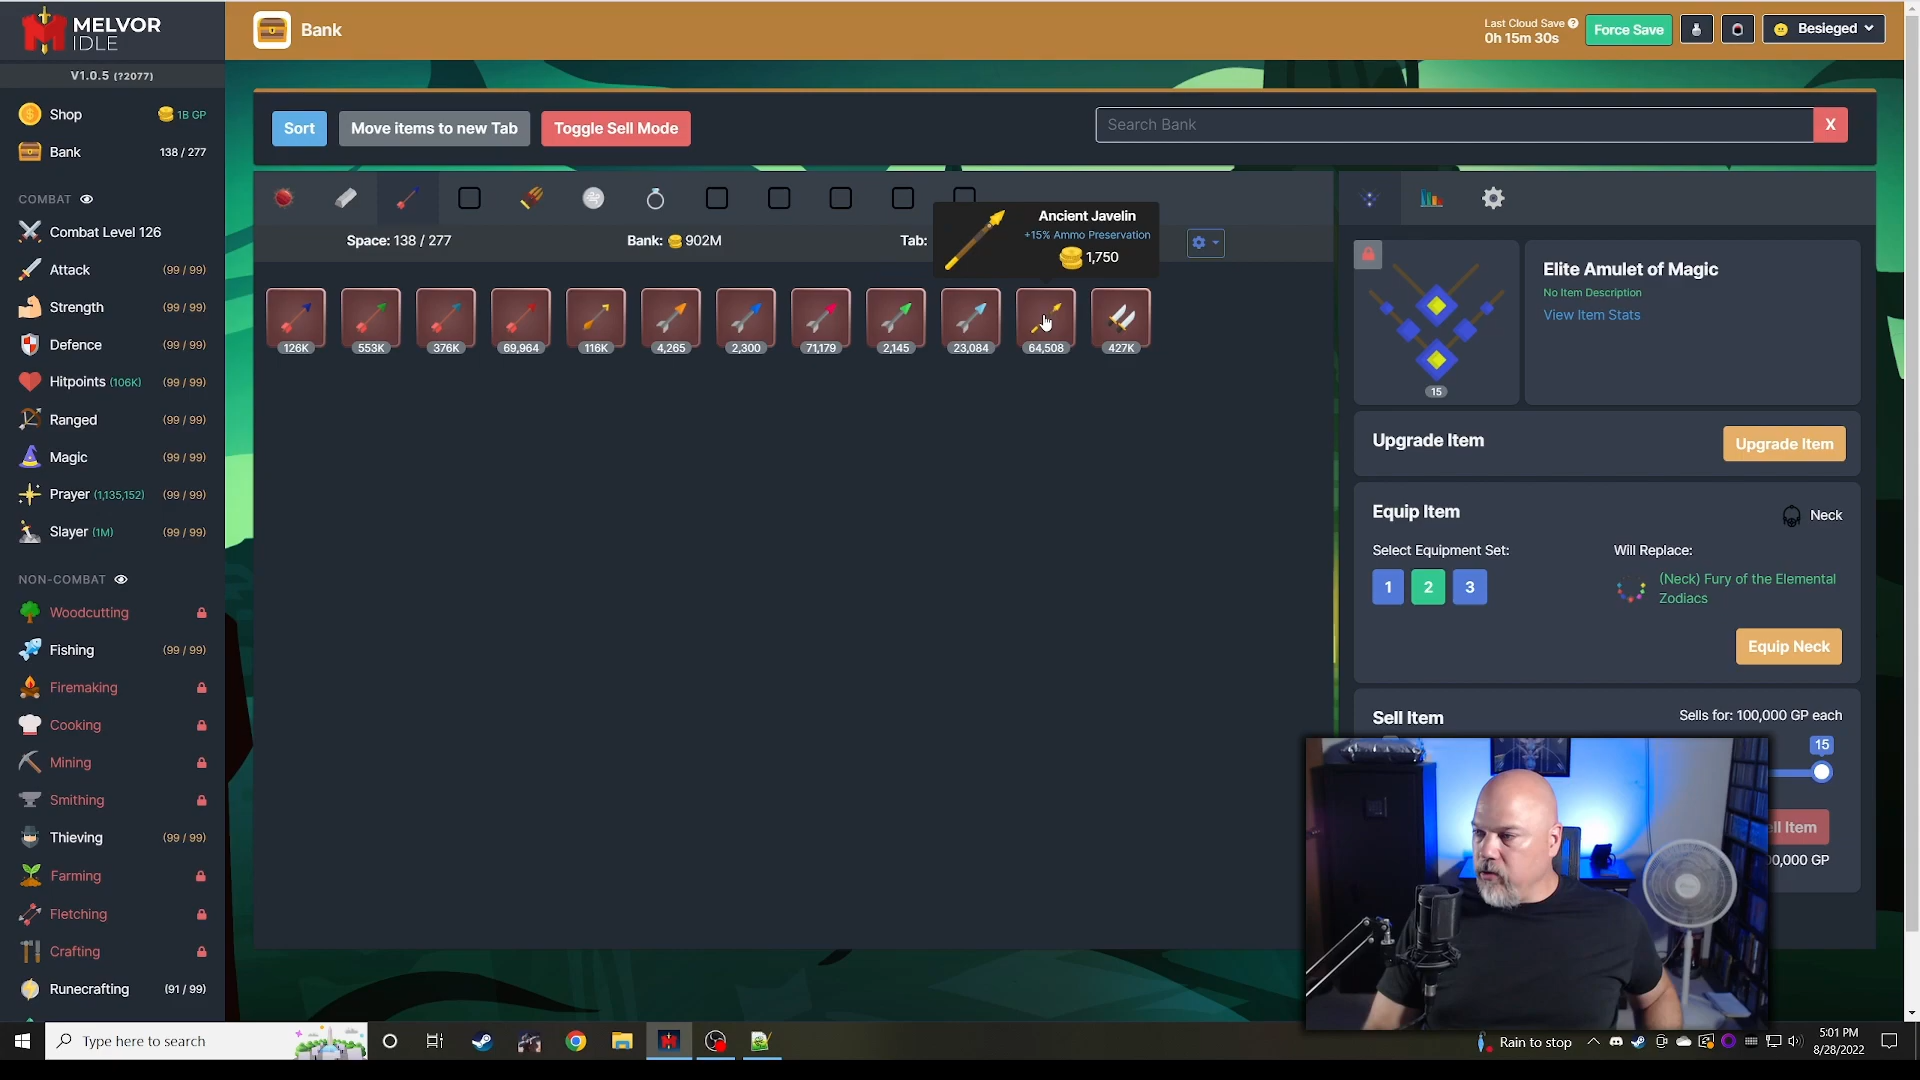 MELVOR
IDLE
V1.0.5 (?2077)
Bank
Last Cloud Save
0h 15m 30s
Force Save
Besieged
Shop
1B GP
Bank
138 / 277
COMBAT
Combat Level 126
Attack
(99 / 99)
Strength
(99 / 99)
Defence
(99 / 99)
Hitpoints (106K)
(99 / 99)
Ranged
(99 / 99)
Magic
(99 / 99)
Prayer (1,135,152)
(99 / 99)
Slayer (1M)
(99 / 99)
NON-COMBAT
Woodcutting
Fishing
(99 / 99)
Firemaking
Cooking
Mining
Smithing
Thieving
(99 / 99)
Farming
Fletching
Crafting
Runecrafting
(91 / 99)
Sort
Move items to new Tab
Toggle Sell Mode
Search Bank
X
Space: 138 / 277
Bank: 902M
Tab:
Ancient Javelin
+15% Ammo Preservation
1,750
126K
553K
376K
69,964
116K
4,265
2,300
71,179
2,145
23,084
64,508
427K
15
Elite Amulet of Magic
No Item Description
View Item Stats
Upgrade Item
Upgrade Item
Equip Item
Neck
Select Equipment Set:
1
2
3
Will Replace:
(Neck) Fury of the Elemental
Zodiacs
Equip Neck
Sell Item
Sells for: 100,000 GP each
15
ell Item
00,000 GP
Type here to search
Rain to stop
5:01 PM
8/28/2022